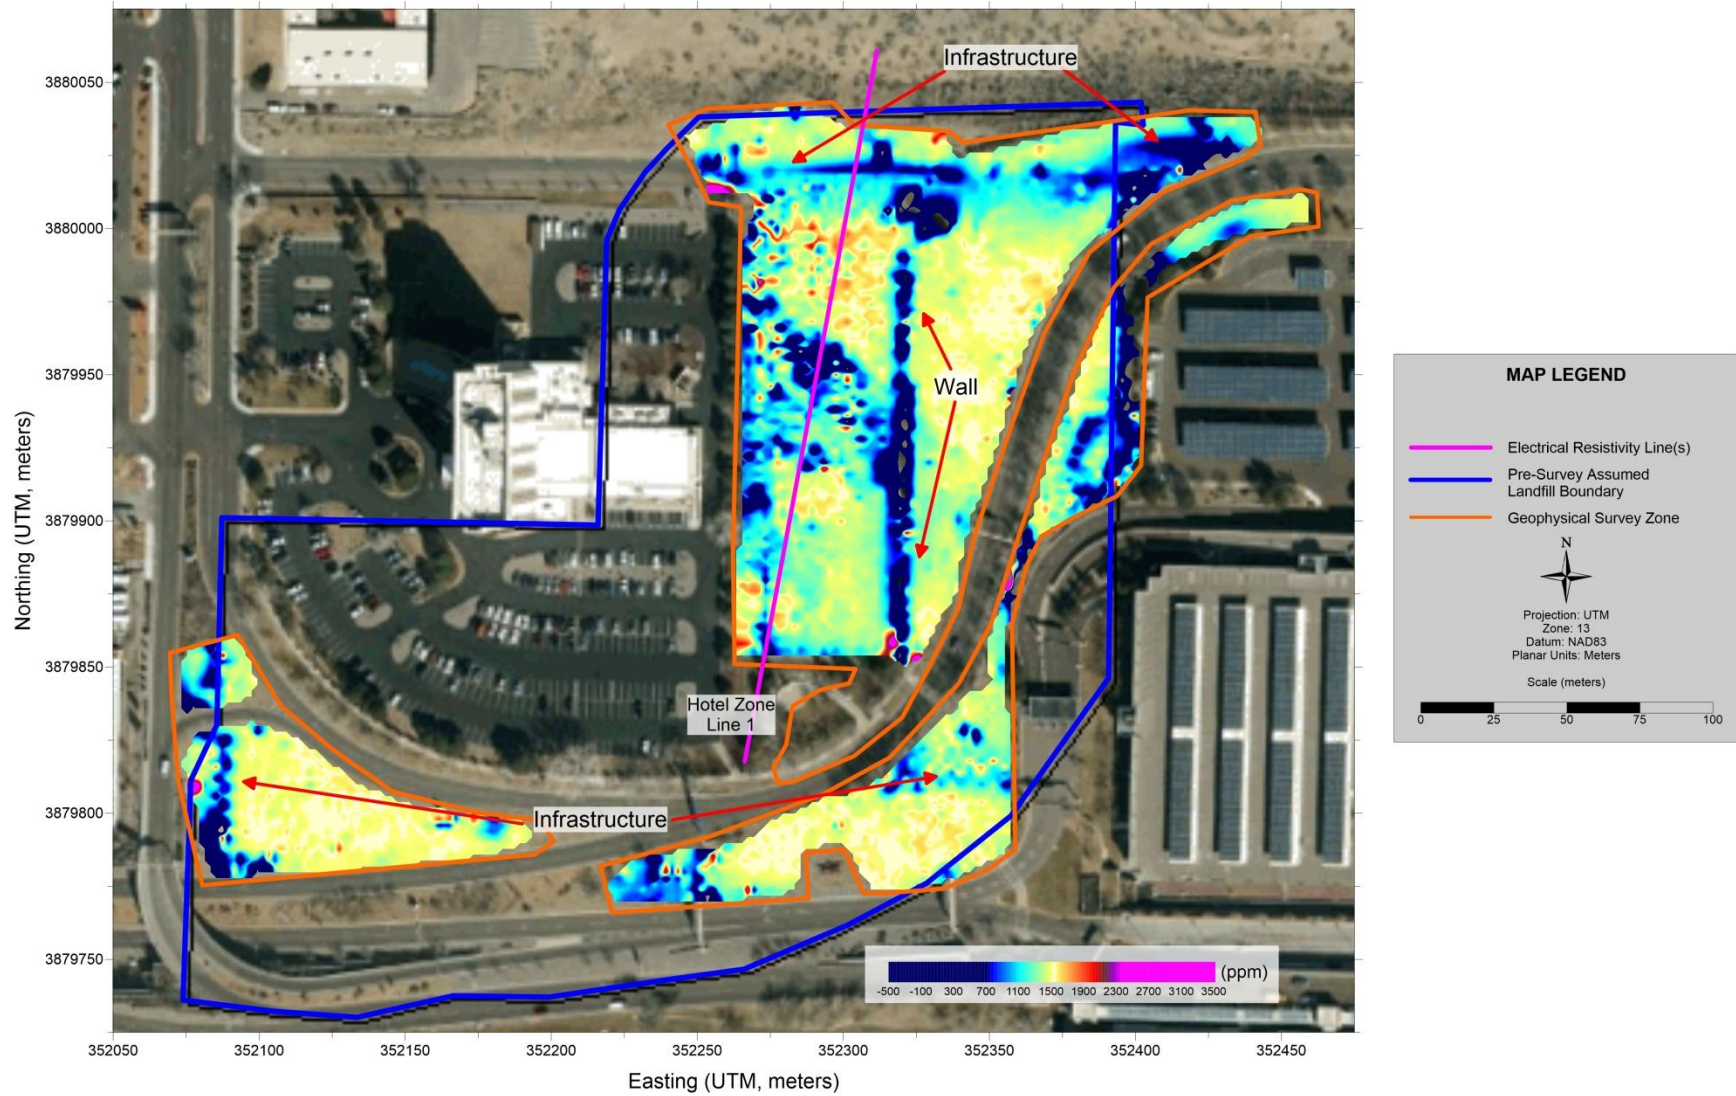 Infrastructure
3880050
3880000
3879950
3879900
3879850
3879800
3879750
Northing (UTM, meters)
Wall
Hotel Zone
Line 1
Infrastructure
(ppm)
-500 -100 300 700 1100 1500 1900 2300 2700 3100 3500
352050 352100 352150 352200 352250 352300 352350 352400 352450
Easting (UTM, meters)
MAP LEGEND
Electrical Resistivity Line(s)
Pre-Survey Assumed
Landfill Boundary
Geophysical Survey Zone
N
Projection: UTM
Zone: 13
Datum: NAD83
Planar Units: Meters
Scale (meters)
0 25 50 75 100